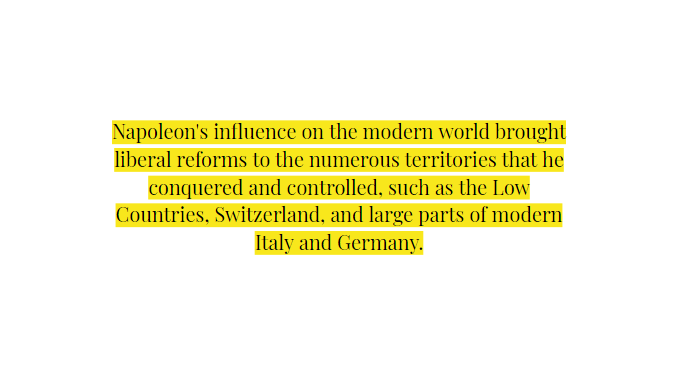 Napoleon's influence on the modern world brought
liberal reforms to the numerous territories that he
conquered and controlled, such as the Low
Countries, Switzerland, and large parts of modern
Italy and Germany.